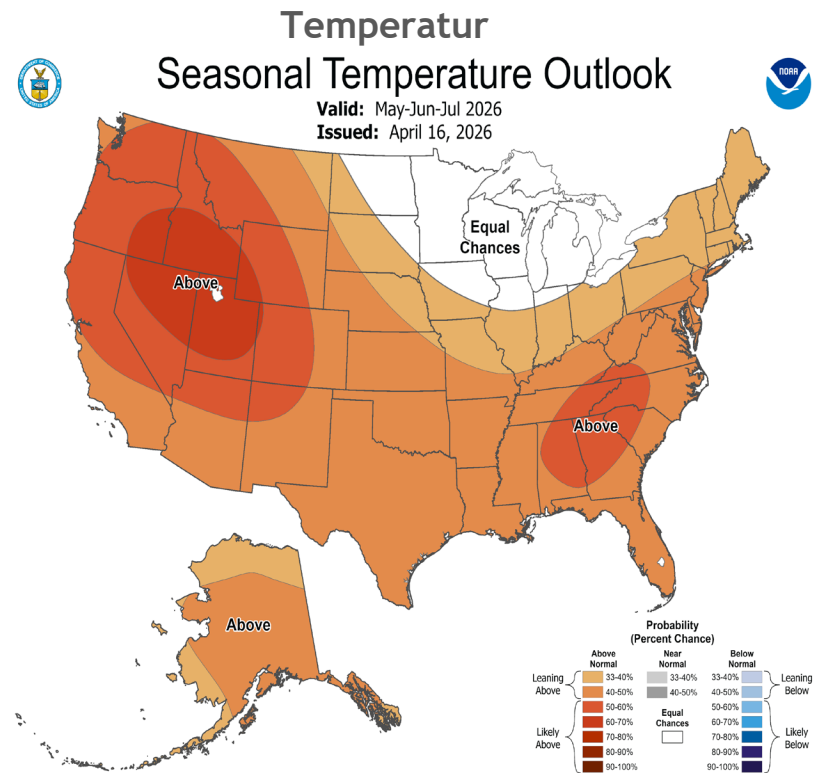 Temperatur
Seasonal Temperature Outlook
Valid: May-Jun-Jul 2026
Issued: April 16, 2026
NOAA
Equal
Chances
Above
Above
Above
Probability
(Percent Chance)
Above
Normal
Near
Normal
Below
Normal
Leaning
Above
33-40%
33-40%
33-40%
Leaning
Below
40-50%
40-50%
40-50%
Likely
Above
50-60%
Equal
Chances
50-60%
Likely
Below
60-70%
60-70%
70-80%
70-80%
80-90%
80-90%
90-100%
90-100%